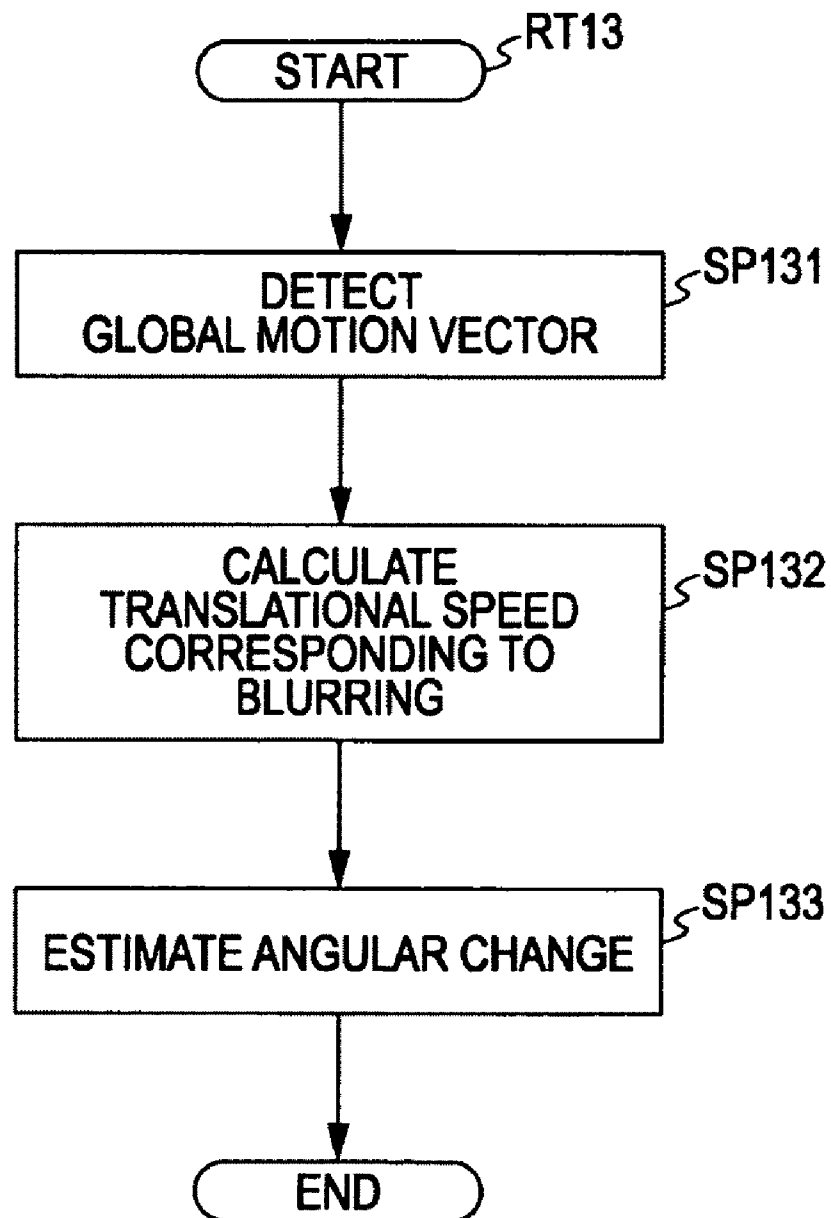 RT13
START
SP131
DETECT
GLOBAL MOTION VECTOR
SP132
CALCULATE
TRANSLATIONAL SPEED
CORRESPONDING TO
BLURRING
SP133
ESTIMATE ANGULAR CHANGE
END